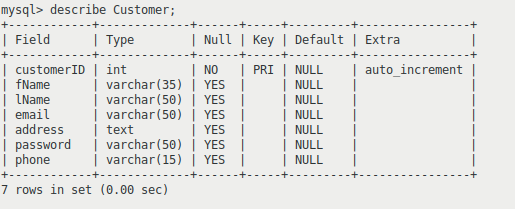 mysql> describe Customer;
+------------+-------------+------+-----+---------+----------------+
| Field      | Type        | Null | Key | Default | Extra          |
+------------+-------------+------+-----+---------+----------------+
| customerID | int         | NO   | PRI | NULL    | auto_increment |
| fName      | varchar(35) | YES  |     | NULL    |                |
| lName      | varchar(50) | YES  |     | NULL    |                |
| email      | varchar(50) | YES  |     | NULL    |                |
| address    | text        | YES  |     | NULL    |                |
| password   | varchar(50) | YES  |     | NULL    |                |
| phone      | varchar(15) | YES  |     | NULL    |                |
+------------+-------------+------+-----+---------+----------------+
7 rows in set (0.00 sec)